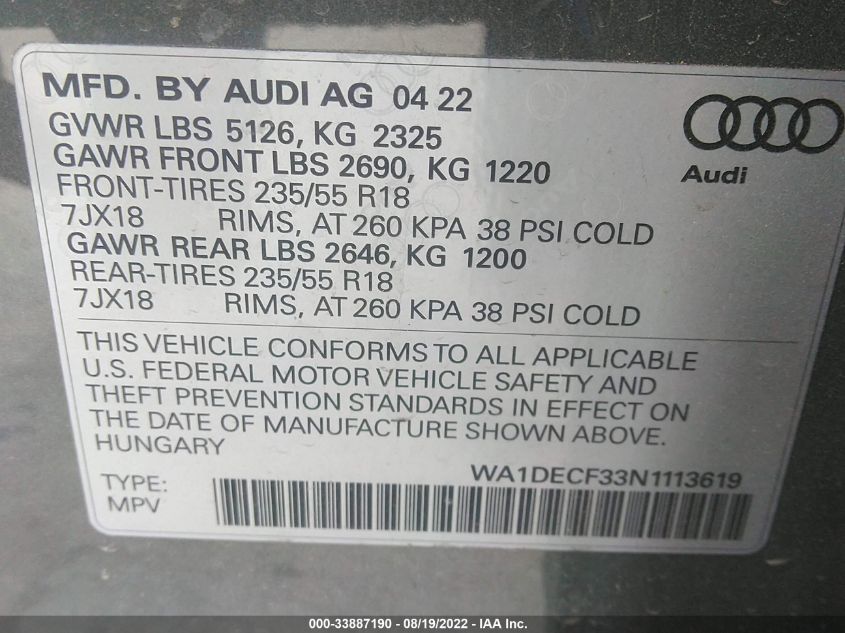 MFD. BY AUDI AG 04 22
GVWR LBS 5126, KG 2325
GAWR FRONT LBS 2690, KG 1220
FRONT-TIRES 235/55 R18
7JX18 RIMS, AT 260 KPA 38 PSI COLD
GAWR REAR LBS 2646, KG 1200
REAR-TIRES 235/55 R18
7JX18 RIMS, AT 260 KPA 38 PSI COLD
Audi
THIS VEHICLE CONFORMS TO ALL APPLICABLE
U.S. FEDERAL MOTOR VEHICLE SAFETY AND
THEFT PREVENTION STANDARDS IN EFFECT ON
THE DATE OF MANUFACTURE SHOWN ABOVE.
HUNGARY
WA1DECF33N1113619
TYPE:
MPV
000-33887190 - 08/19/2022 - IAA Inc.